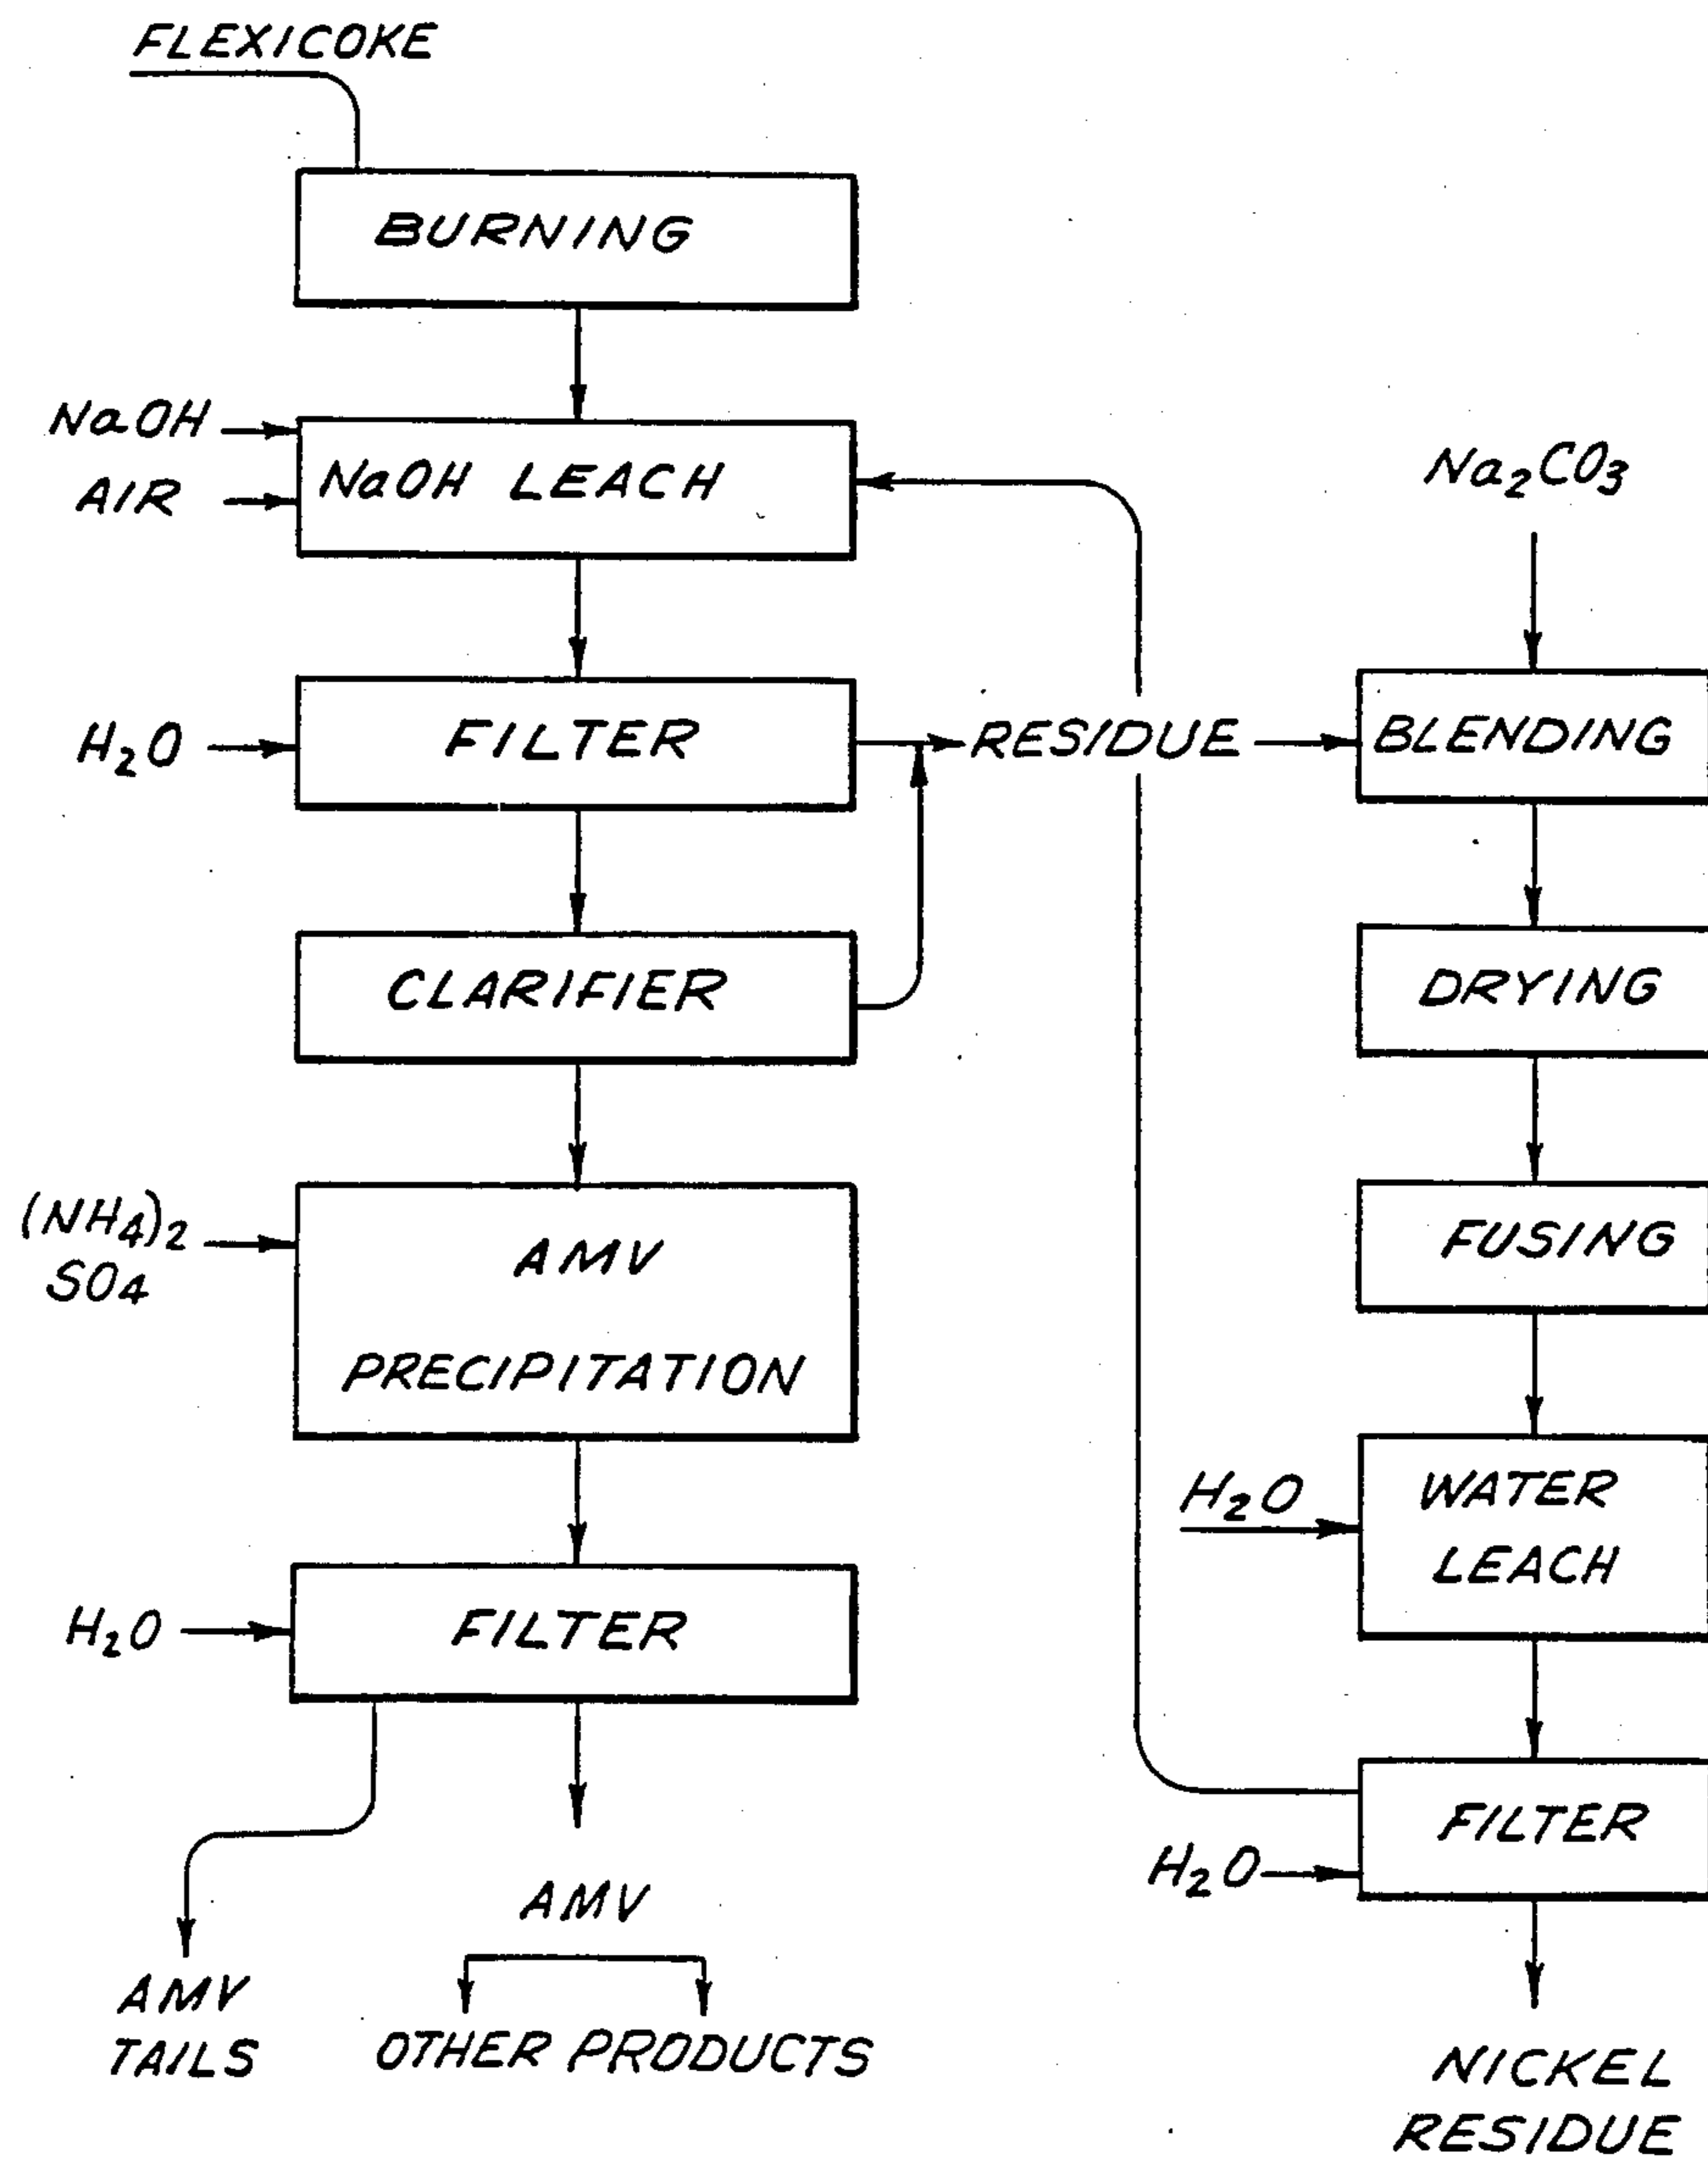 FLEXICOKE
BURNING
NaOH
AIR
NaOH LEACH
Na₂CO₃
H₂O
FILTER
RESIDUE
BLENDING
CLARIFIER
DRYING
(NH₄)₂
SO₄
AMV
PRECIPITATION
FUSING
H₂O
WATER
LEACH
H₂O
FILTER
FILTER
H₂O
AMV
AMV
TAILS
OTHER PRODUCTS
NICKEL
RESIDUE